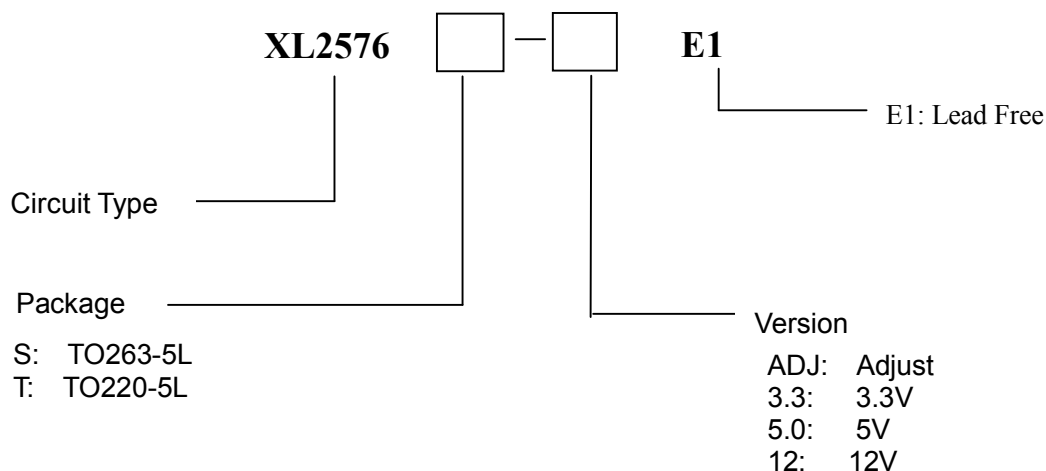 XL2576 — E1
E1: Lead Free
Circuit Type
Package
S: TO263-5L
T: TO220-5L
Version
ADJ: Adjust
3.3: 3.3V
5.0: 5V
12: 12V